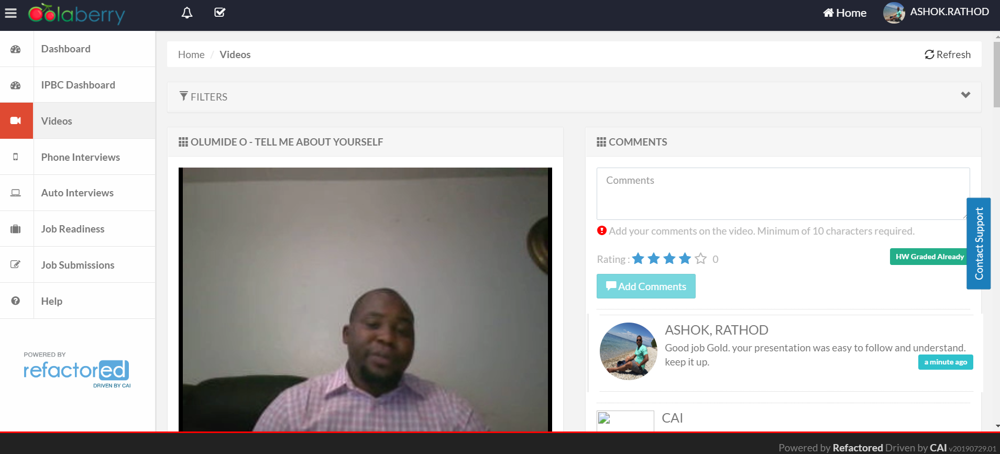 Colaberry
Home
ASHOK.RATHOD
Dashboard
IPBC Dashboard
Videos
Phone Interviews
Auto Interviews
Job Readiness
Job Submissions
Help
POWERED BY
refactored
DRIVEN BY CAI
Home / Videos
Refresh
FILTERS
OLUMIDE O - TELL ME ABOUT YOURSELF
COMMENTS
Comments
Add your comments on the video. Minimum of 10 characters required.
Rating : 0
HW Graded Already
Add Comments
Contact Support
ASHOK, RATHOD
Good job Gold. your presentation was easy to follow and understand.
keep it up.
a minute ago
CAI
Powered by Refactored Driven by CAI v20190729.01